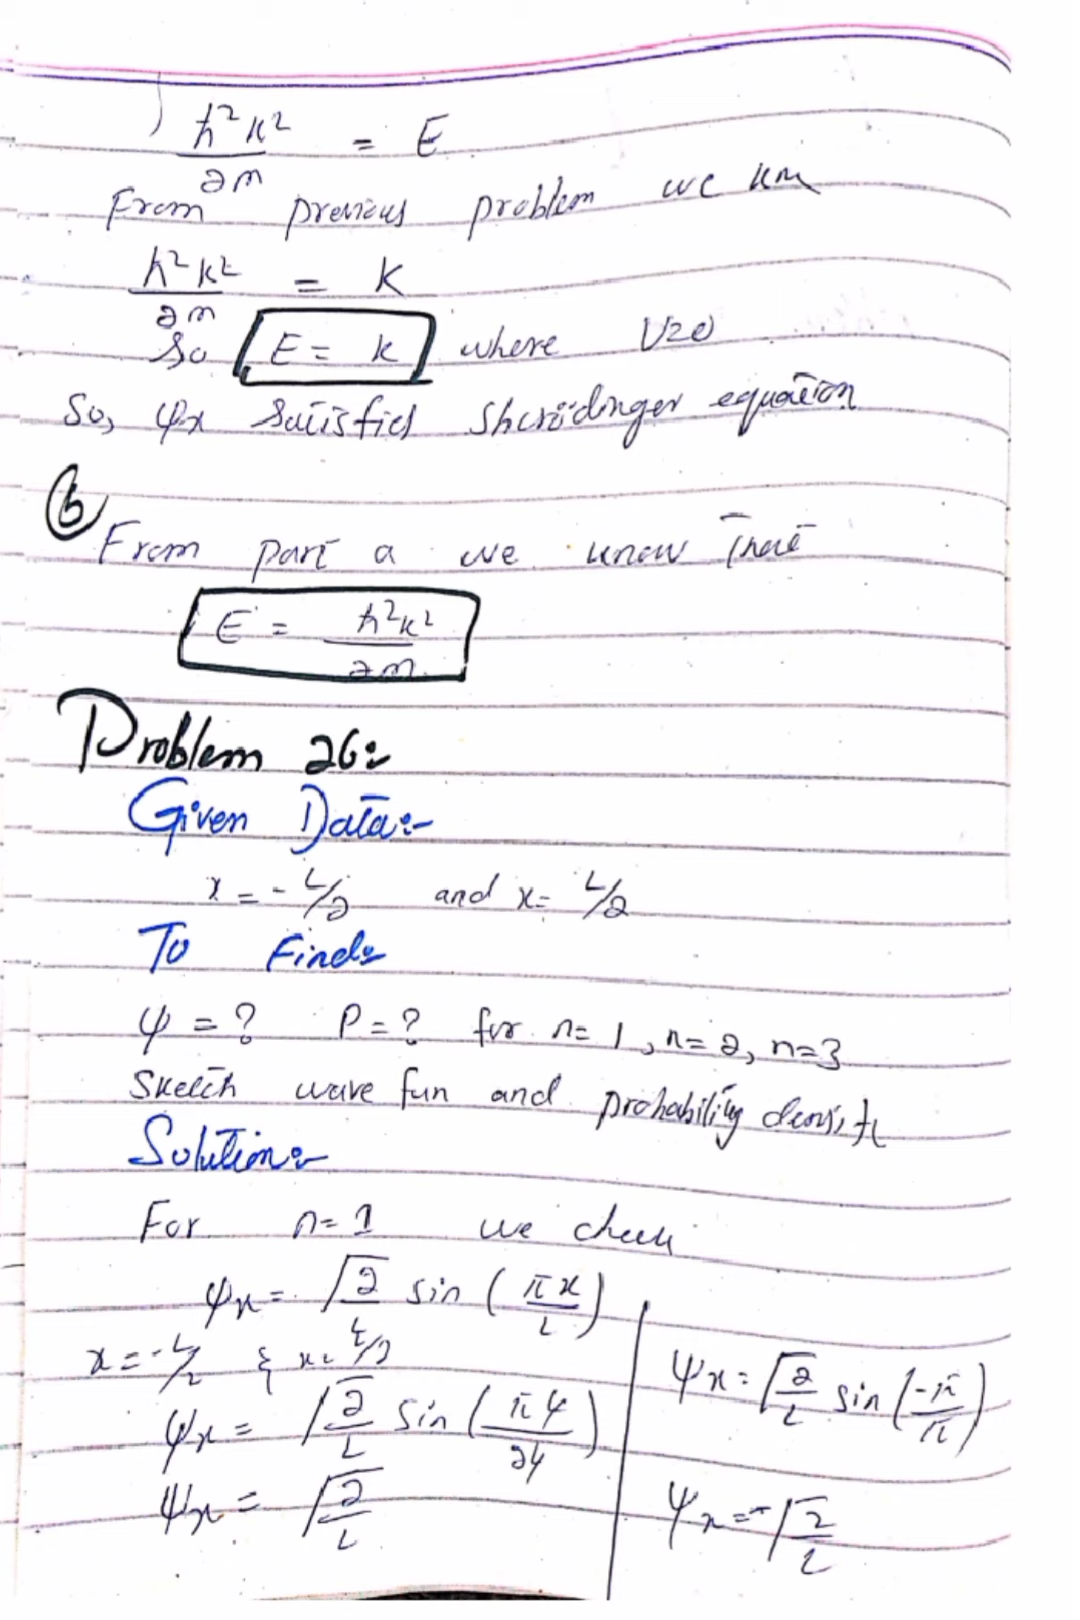 ħ²k²/2m = E
From previous problem we kn
ħ²k²/2m = K
So E = K where U=0
So, ψx satisfies Shcrödinger equation
(b)
From part a we know that
E = ħ²k²/2m
Problem 26:
Given Data:-
x = -L/2 and x = L/2
To Find:
ψ = ? P = ? for n=1, n=2, n=3
Sketch wave fun and probability density
Solution:
For n=1 we check
ψx = √2/L sin (πx/L)
x = -L/2 & x = L/2
ψx = √2/L sin (πL/2L)
ψx = √2/L
ψx = √2/L sin (-π/π)
ψx = -√2/L